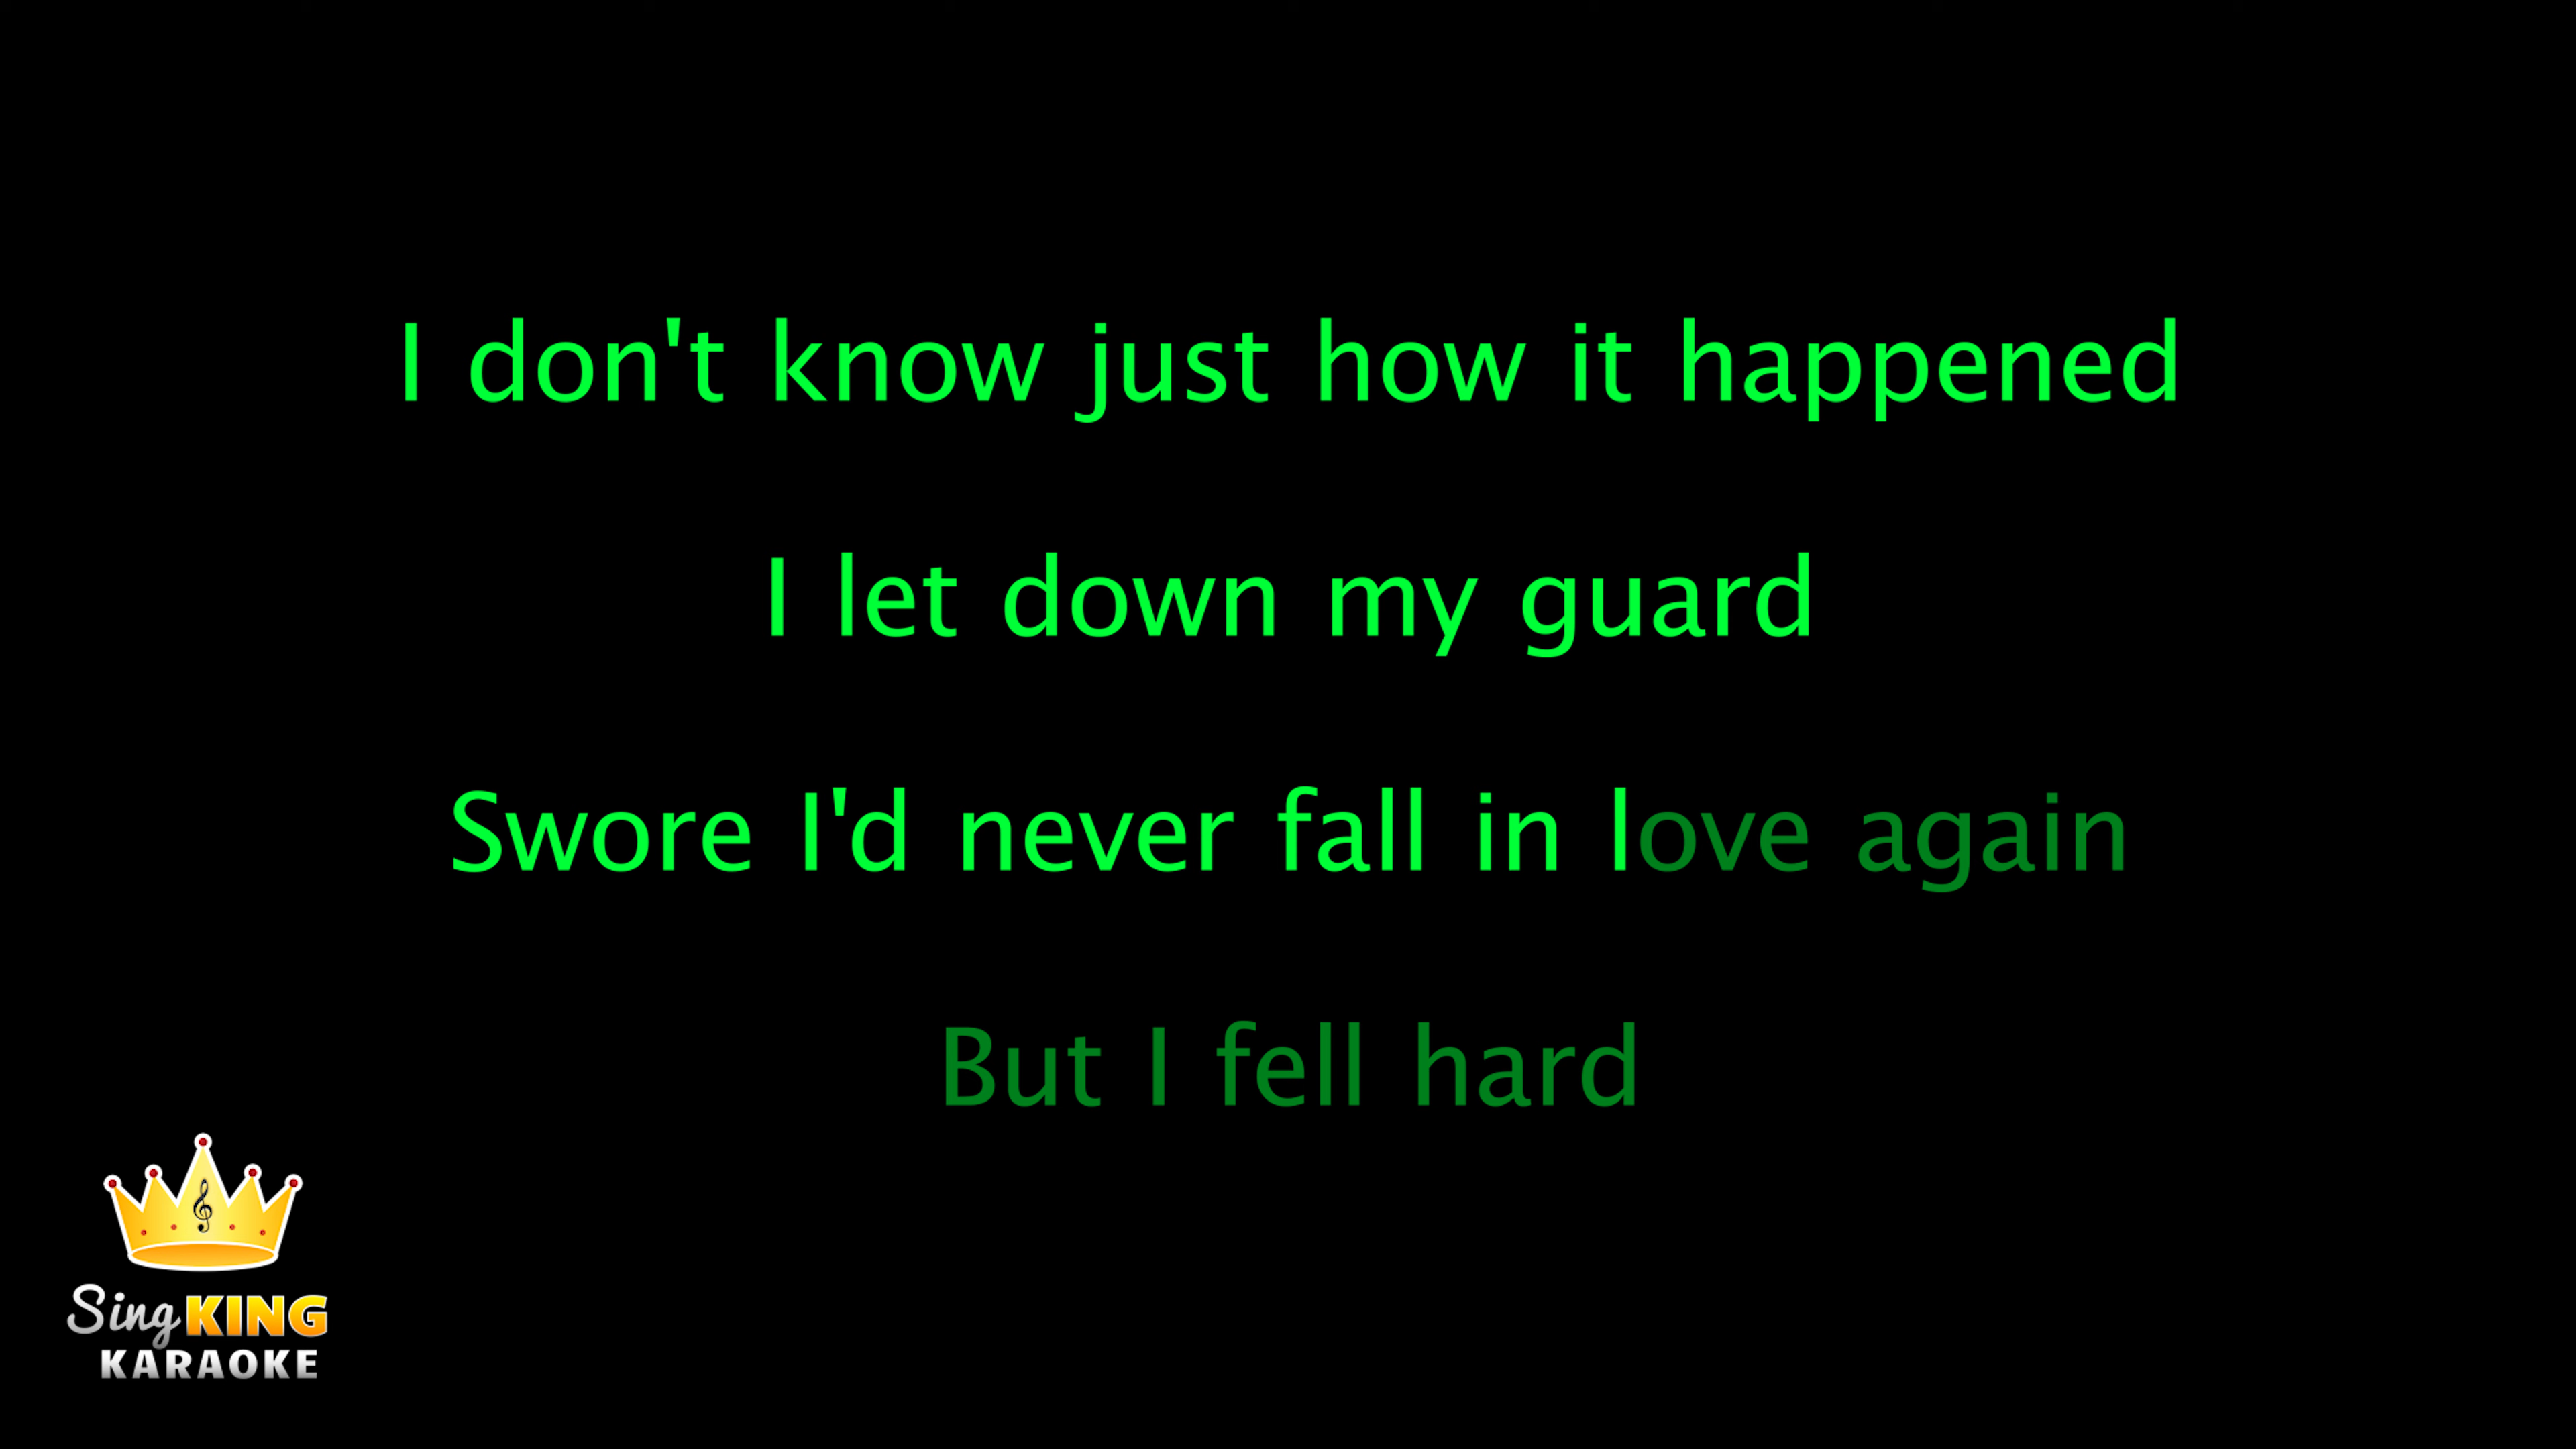 I don't know just how it happened
I let down my guard
Swore I'd never fall in love again
But I fell hard
Sing KING
KARAOKE